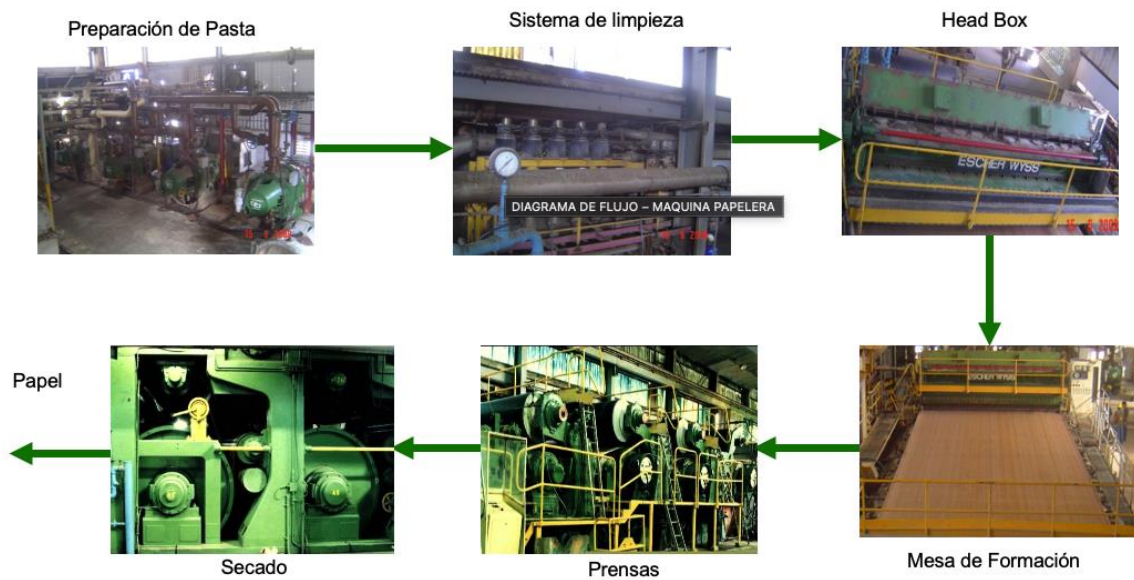 Preparación de Pasta
Sistema de limpieza
Head Box
ESCHER WYSS
DIAGRAMA DE FLUJO – MAQUINA PAPELERA
Papel
ESCHER WYSS
Secado
Prensas
Mesa de Formación